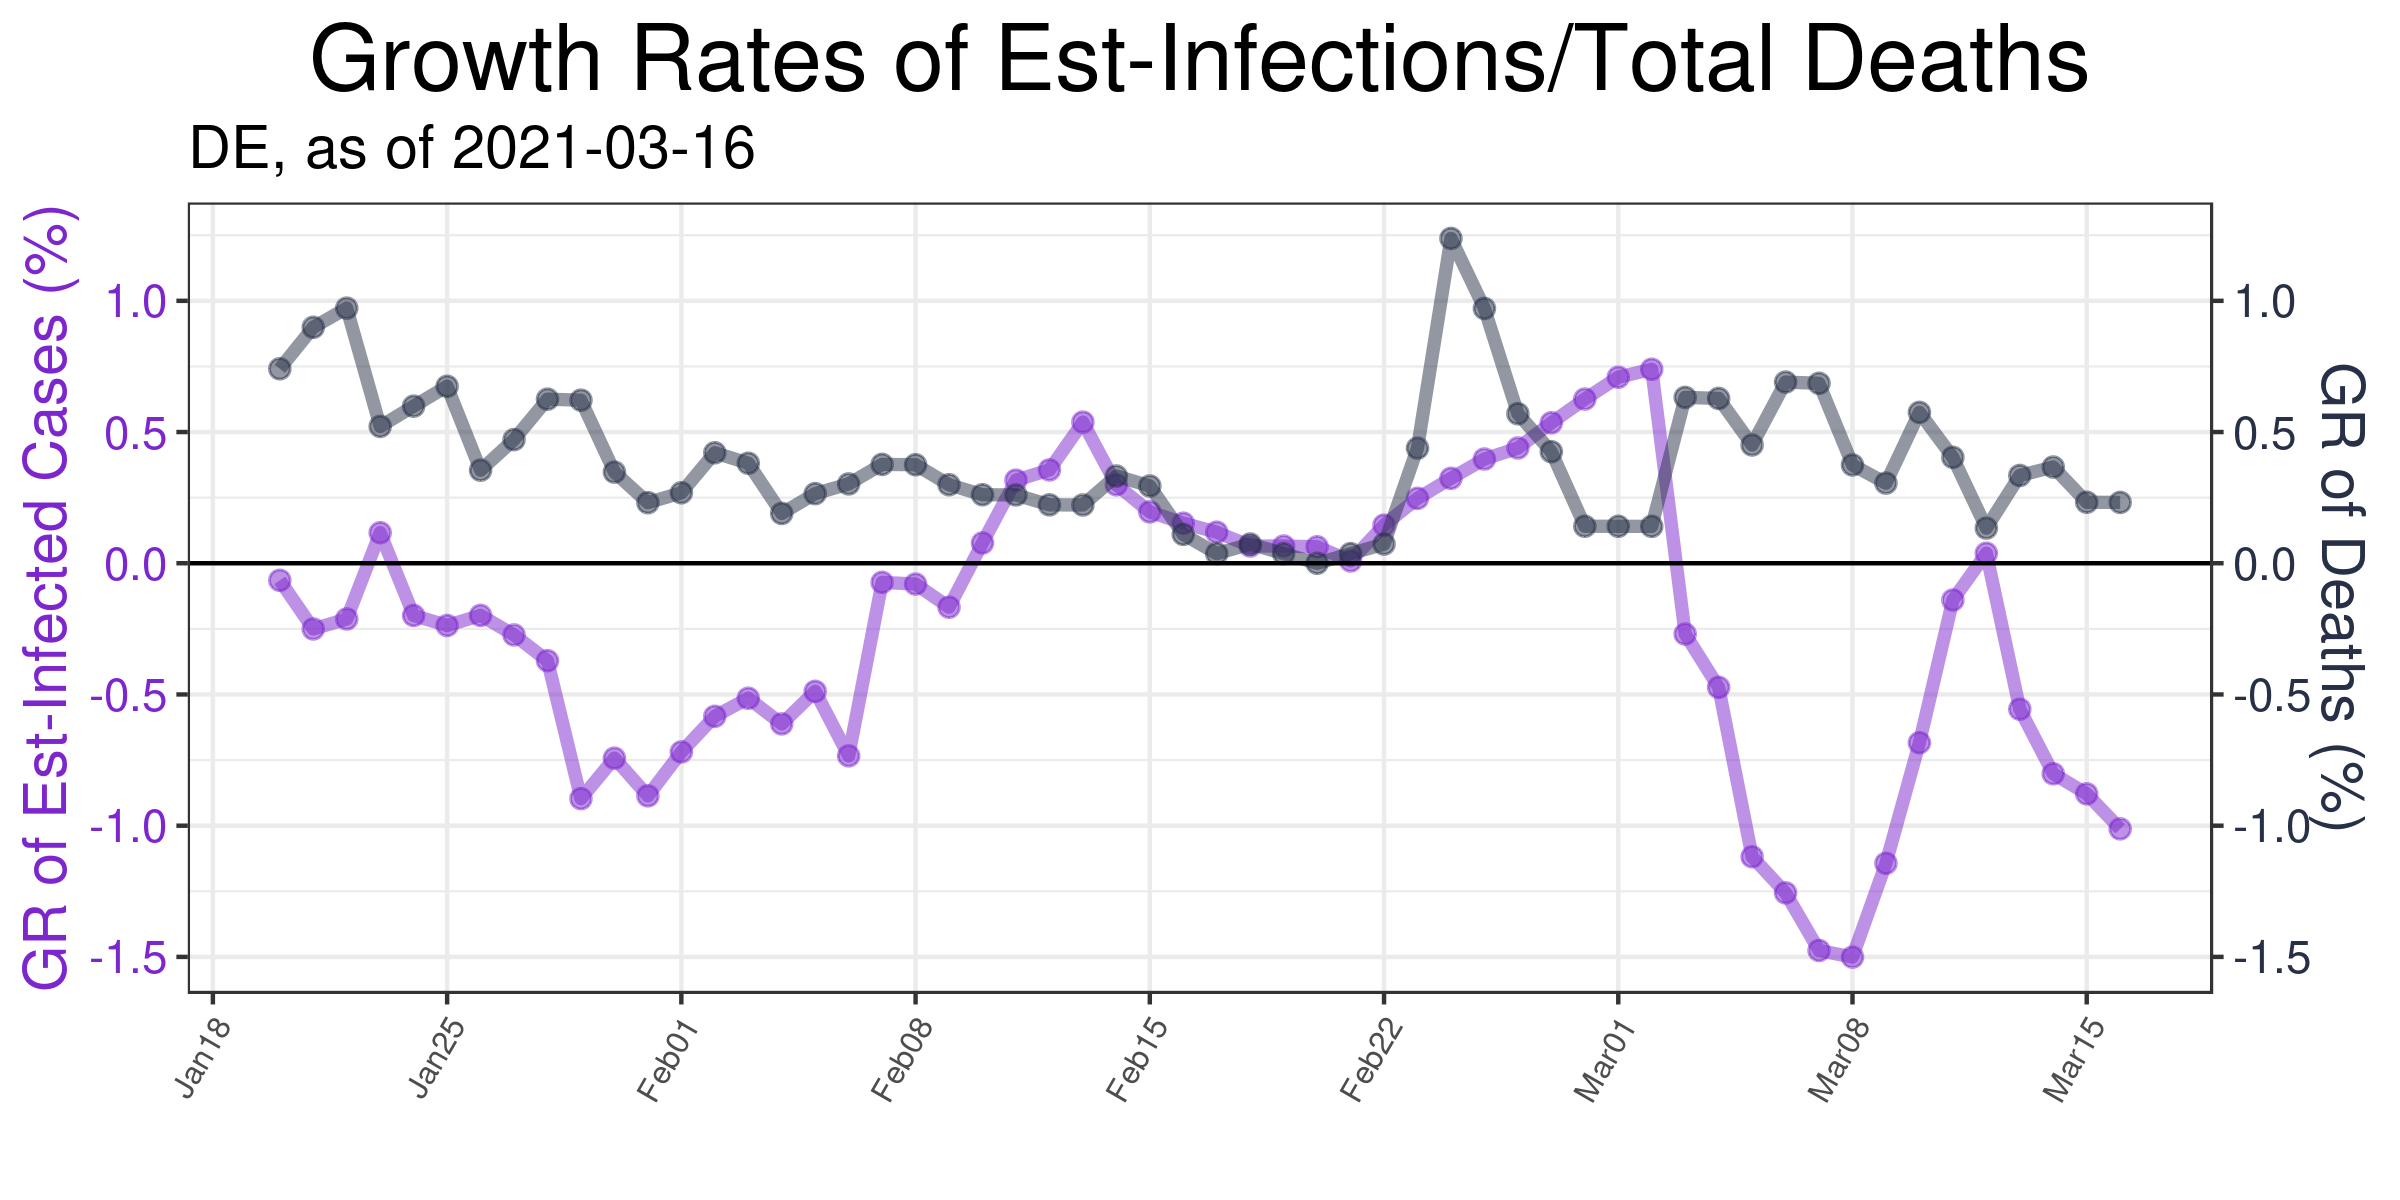 Growth Rates of Est-Infections/Total Deaths
DE, as of 2021-03-16
GR of Est-Infected Cases (%)
1.0
0.5
0.0
-0.5
-1.0
-1.5
1.0
0.5
0.0
-0.5
-1.0
-1.5
GR of Deaths (%)
Jan18
Jan25
Feb01
Feb08
Feb15
Feb22
Mar01
Mar08
Mar15